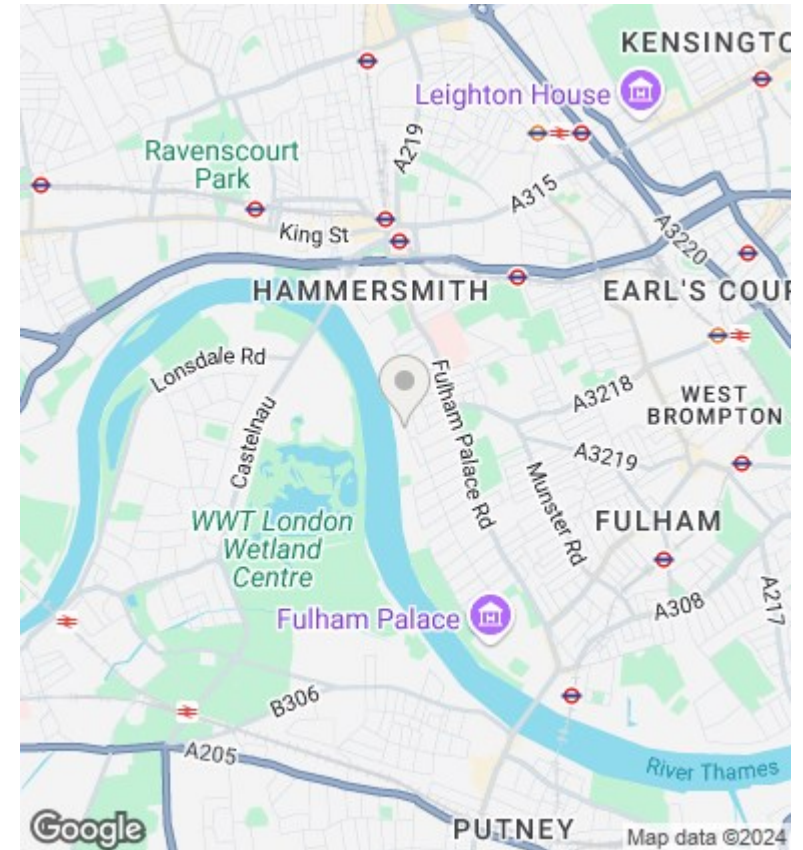 KENSINGTO
Leighton House
A219
Ravenscourt
Park
A315
King St
A3220
HAMMERSMITH
EARL'S COUR
Lonsdale Rd
Fulham Palace Rd
A3218
WEST
BROMPTON
Castelnau
A3219
Munster Rd
WWT London
Wetland
Centre
FULHAM
A217
Fulham Palace
A308
B306
A205
River Thames
PUTNEY
Google
Map data ©2024